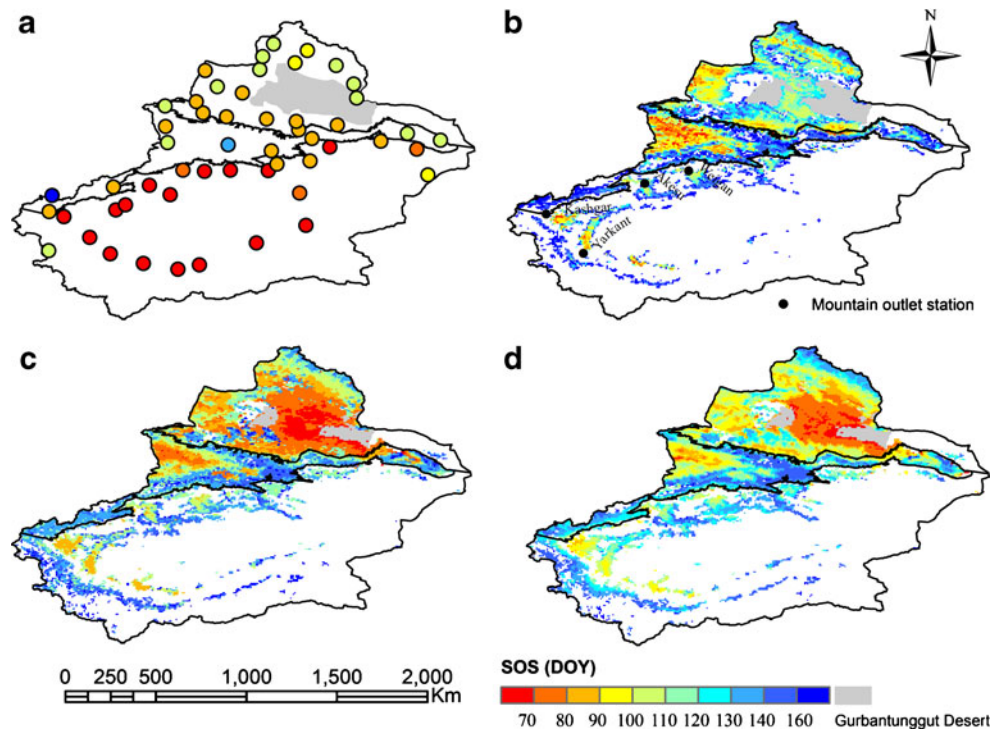 a
b
N
Kashgar
Yarkant
Mountain outlet station
c
d
0 250 500 1,000 1,500 2,000
Km
SOS (DOY)
70 80 90 100 110 120 130 140 160
Gurbantunggut Desert